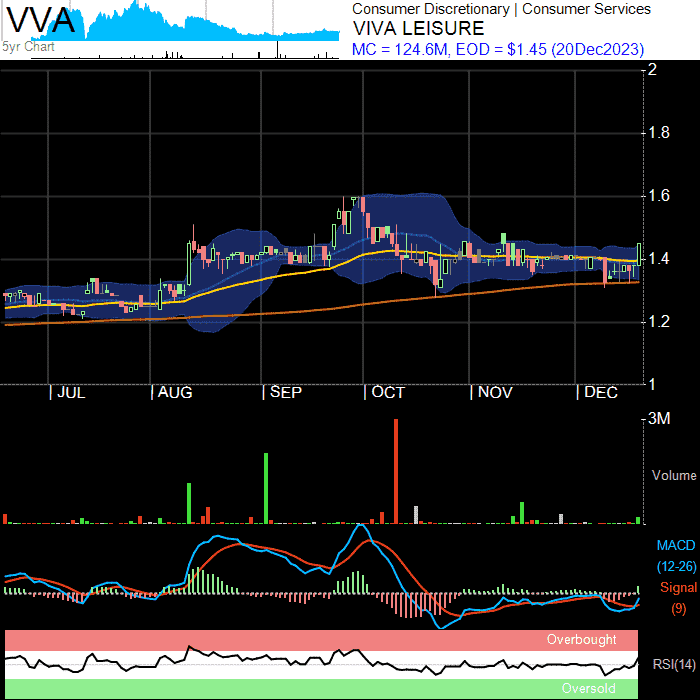 VVA
5yr Chart
Consumer Discretionary | Consumer Services
VIVA LEISURE
MC = 124.6M, EOD = $1.45 (20Dec2023)
2
1.8
1.6
1.4
1.2
1
| JUL | AUG | SEP | OCT | NOV | DEC
3M
Volume
MACD
(12-26)
Signal
(9)
Overbought
RSI(14)
Oversold